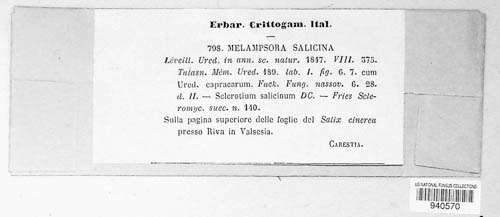 Erbar. Crittogam. Ital.
798. MELAMPSORA SALICINA
Léveill. Ured. in ann. sc. natur. 1847. VIII. 375.
Tulasn. Mém. Ured. 189. tab. I. fig. 6. 7. cum
Ured. capraearum. Fuck. Fung. nassov. 6. 28.
d. II. — Sclerotium salicinum DC. — Fries Scle-
romyc. succ. n. 140.
Sulla pagina superiore delle foglie del Salix cinerea
presso Riva in Valsesia.
CARESTIA.
US NATIONAL FUNGUS COLLECTIONS
940570